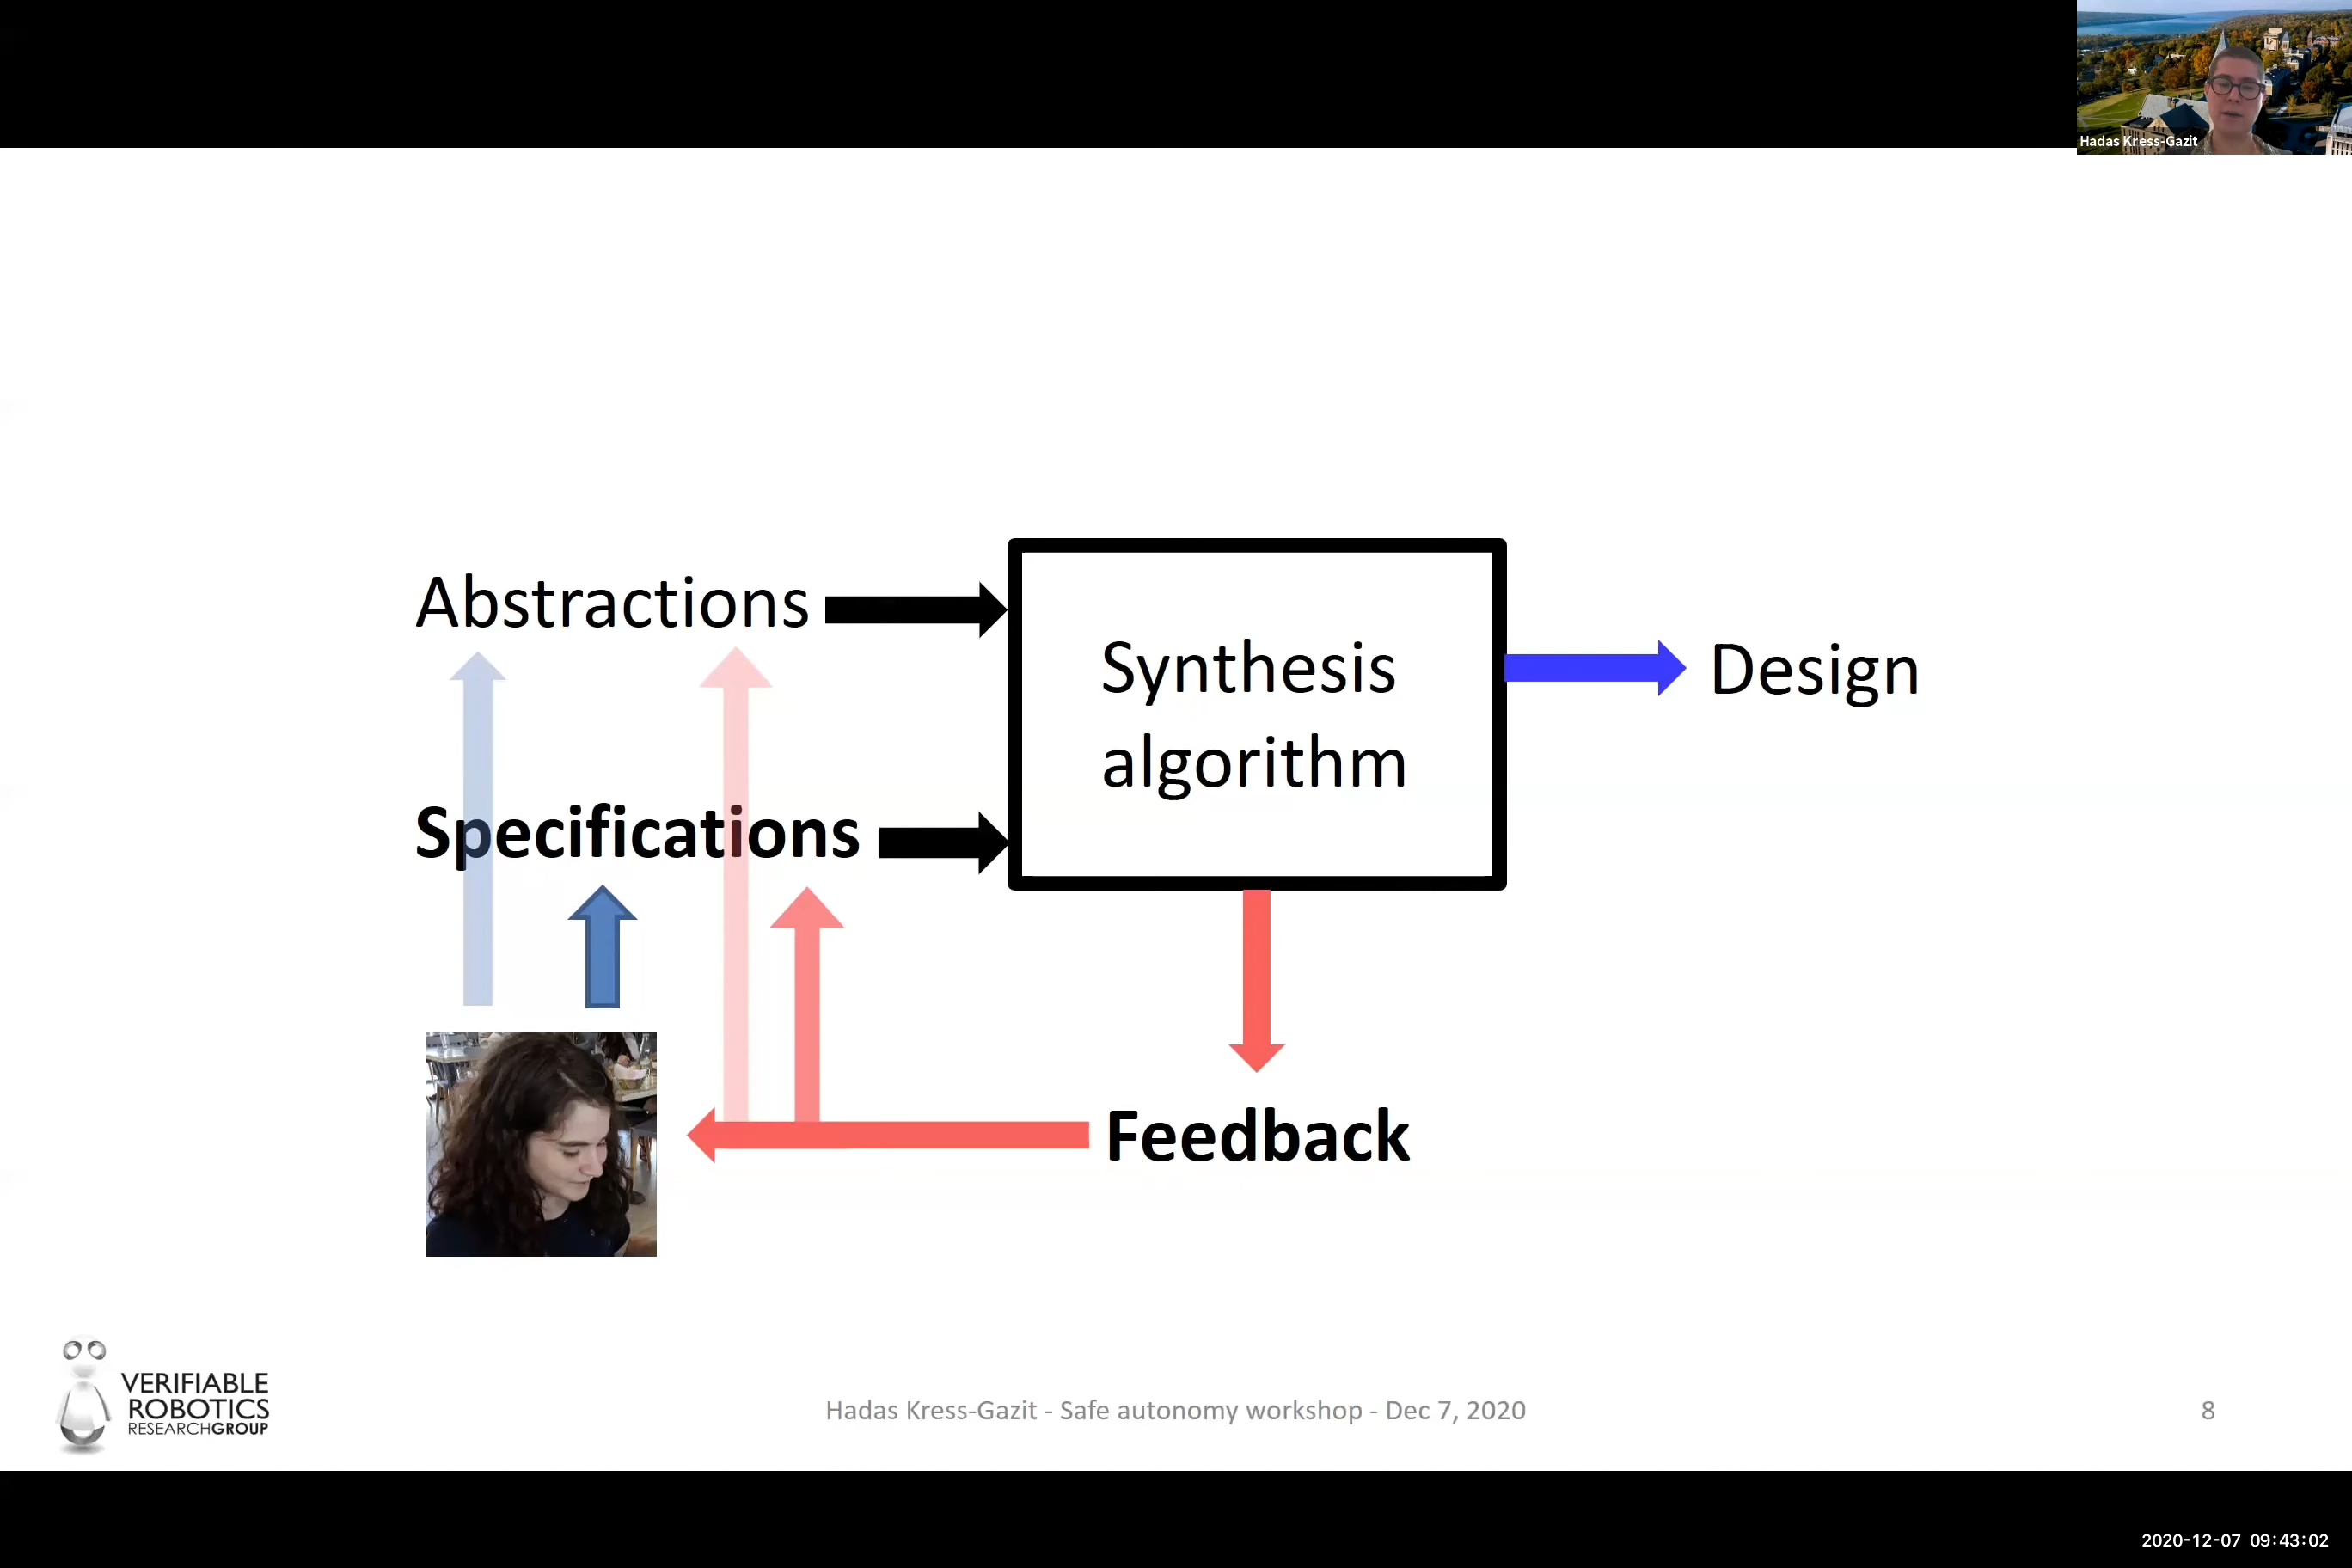 Hadas Kress-Gazit
Abstractions
Synthesis
algorithm
Design
Specifications
Feedback
VERIFIABLE
ROBOTICS
RESEARCHGROUP
Hadas Kress-Gazit - Safe autonomy workshop - Dec 7, 2020
8
2020-12-07 09:43:02